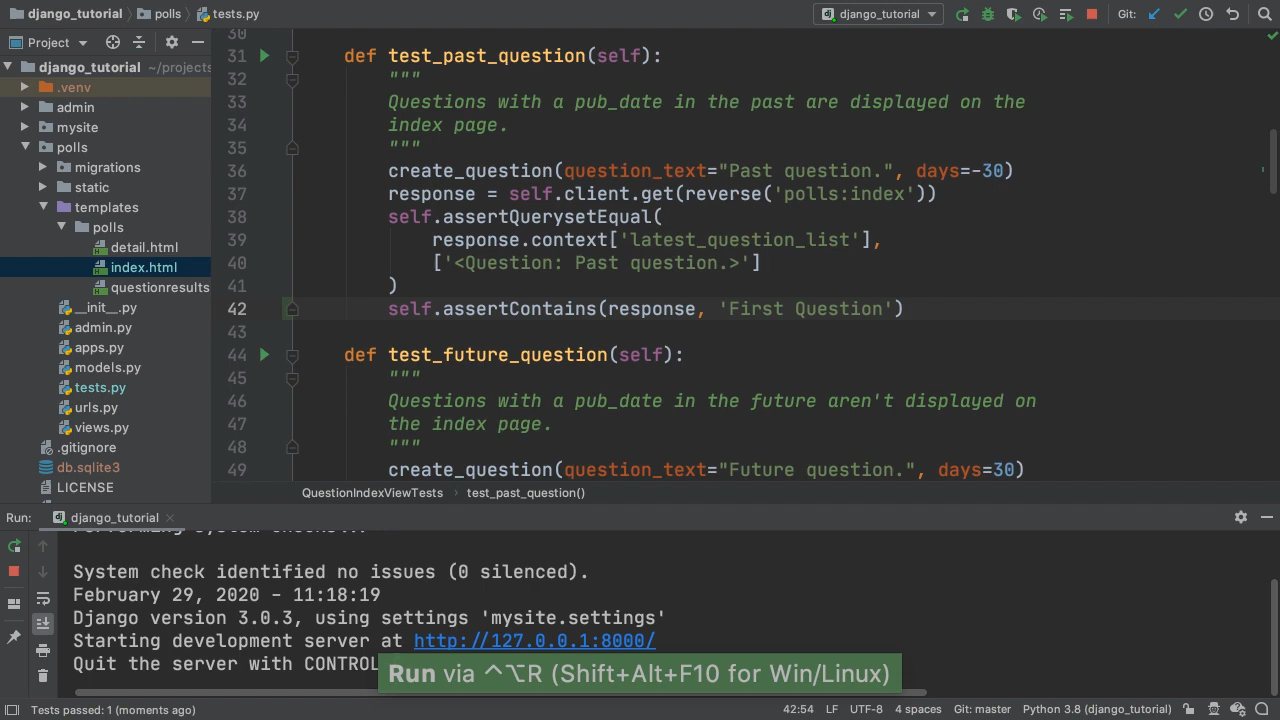 django_tutorial polls tests.py django_tutorial Git:
Project
django_tutorial ~/projects
.venv
admin
mysite
polls
migrations
static
templates
polls
detail.html
index.html
questionresults
__init__.py
admin.py
apps.py
models.py
tests.py
urls.py
views.py
.gitignore
db.sqlite3
LICENSE
30
31 def test_past_question(self):
32 """
33 Questions with a pub_date in the past are displayed on the
34 index page.
35 """
36 create_question(question_text="Past question.", days=-30)
37 response = self.client.get(reverse('polls:index'))
38 self.assertQuerysetEqual(
39 response.context['latest_question_list'],
40 ['<Question: Past question.>']
41 )
42 self.assertContains(response, 'First Question')
43
44 def test_future_question(self):
45 """
46 Questions with a pub_date in the future aren't displayed on
47 the index page.
48 """
49 create_question(question_text="Future question.", days=30)
QuestionIndexViewTests test_past_question()
Run: django_tutorial
Performing system checks...
System check identified no issues (0 silenced).
February 29, 2020 - 11:18:19
Django version 3.0.3, using settings 'mysite.settings'
Starting development server at http://127.0.0.1:8000/
Quit the server with CONTROL
Run via ^⌥R (Shift+Alt+F10 for Win/Linux)
Tests passed: 1 (moments ago) 42:54 LF UTF-8 4 spaces Git: master Python 3.8 (django_tutorial)